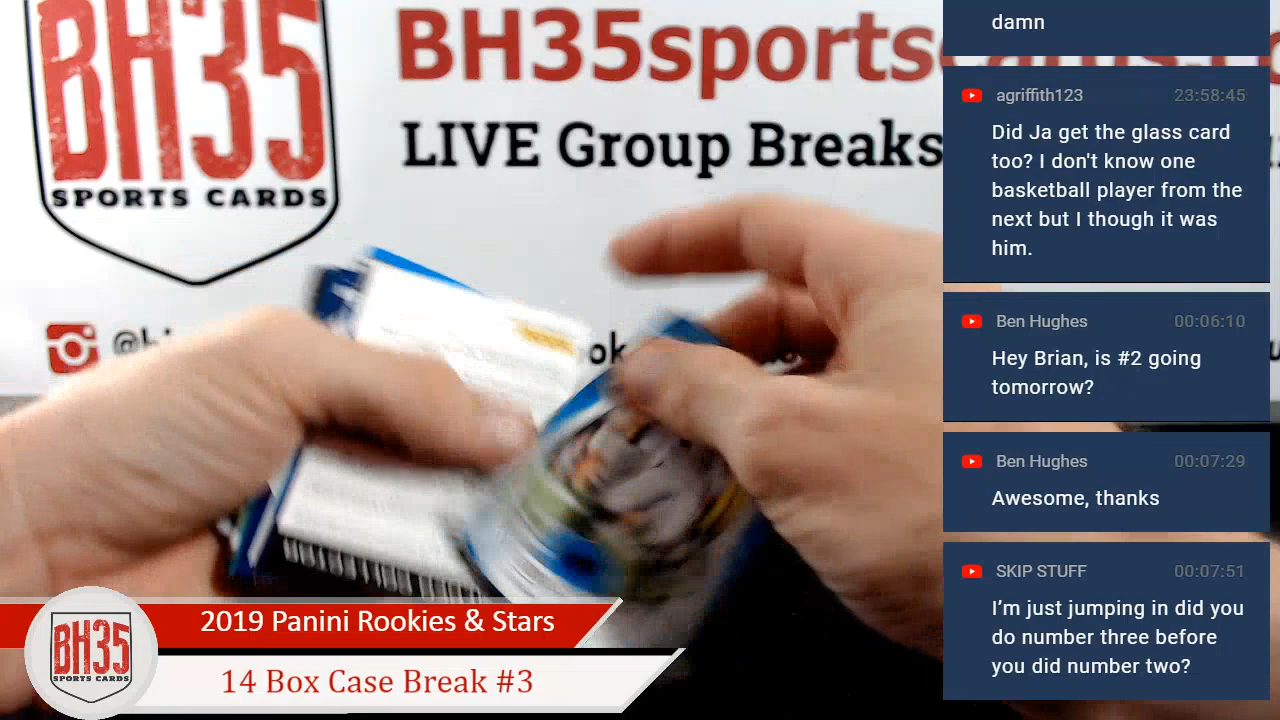 BH35
SPORTS CARDS
BH35sports
LIVE Group Breaks
damn
agriffith123 23:58:45
Did Ja get the glass card
too? I don't know one
basketball player from the
next but I though it was
him.
Ben Hughes 00:06:10
Hey Brian, is #2 going
tomorrow?
Ben Hughes 00:07:29
Awesome, thanks
SKIP STUFF 00:07:51
I'm just jumping in did you
do number three before
you did number two?
BH35
SPORTS CARDS
2019 Panini Rookies & Stars
14 Box Case Break #3